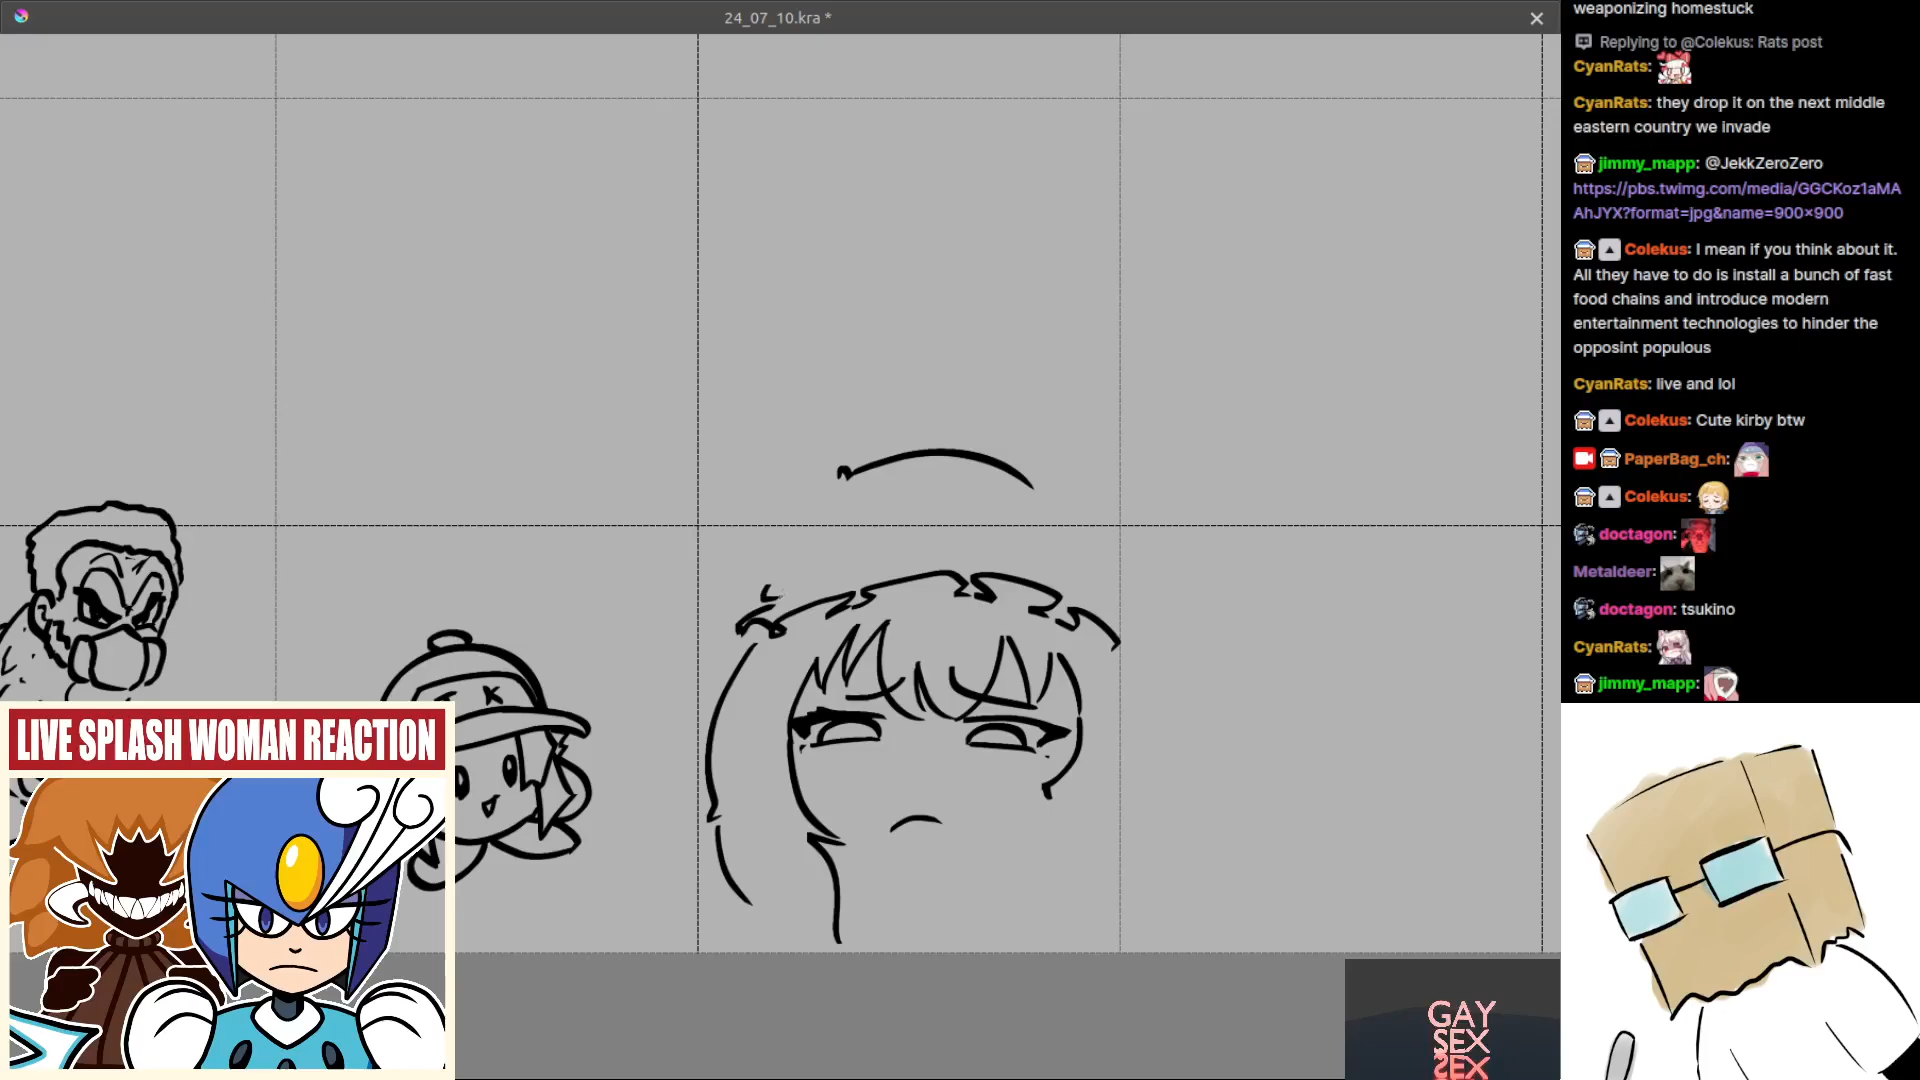 24_07_10.kra *
weaponizing homestuck
Replying to @Colekus: Rats post
CyanRats:
CyanRats: they drop it on the next middle
eastern country we invade
jimmy_mapp: @JekkZeroZero
https://pbs.twimg.com/media/GGCKoz1aMA
AhJYX?format=jpg&name=900×900
Colekus: I mean if you think about it.
All they have to do is install a bunch of fast
food chains and introduce modern
entertainment technologies to hinder the
opposint populous
CyanRats: live and lol
Colekus: Cute kirby btw
PaperBag_ch:
Colekus:
doctagon:
Metaldeer:
doctagon: tsukino
CyanRats:
jimmy_mapp:
K
LIVE SPLASH WOMAN REACTION
GAY
SEX
SEX